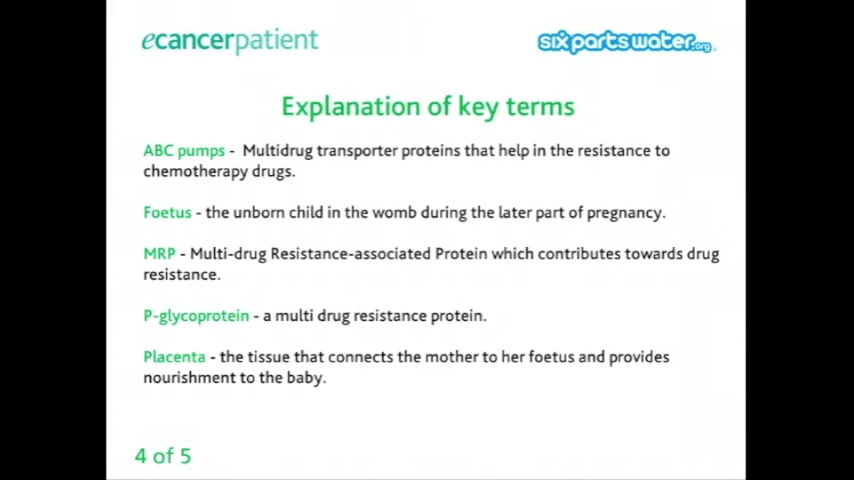 ecancerpatient
sixpartswater.org
Explanation of key terms
ABC pumps - Multidrug transporter proteins that help in the resistance to
chemotherapy drugs.
Foetus - the unborn child in the womb during the later part of pregnancy.
MRP - Multi-drug Resistance-associated Protein which contributes towards drug
resistance.
P-glycoprotein - a multi drug resistance protein.
Placenta - the tissue that connects the mother to her foetus and provides
nourishment to the baby.
4 of 5